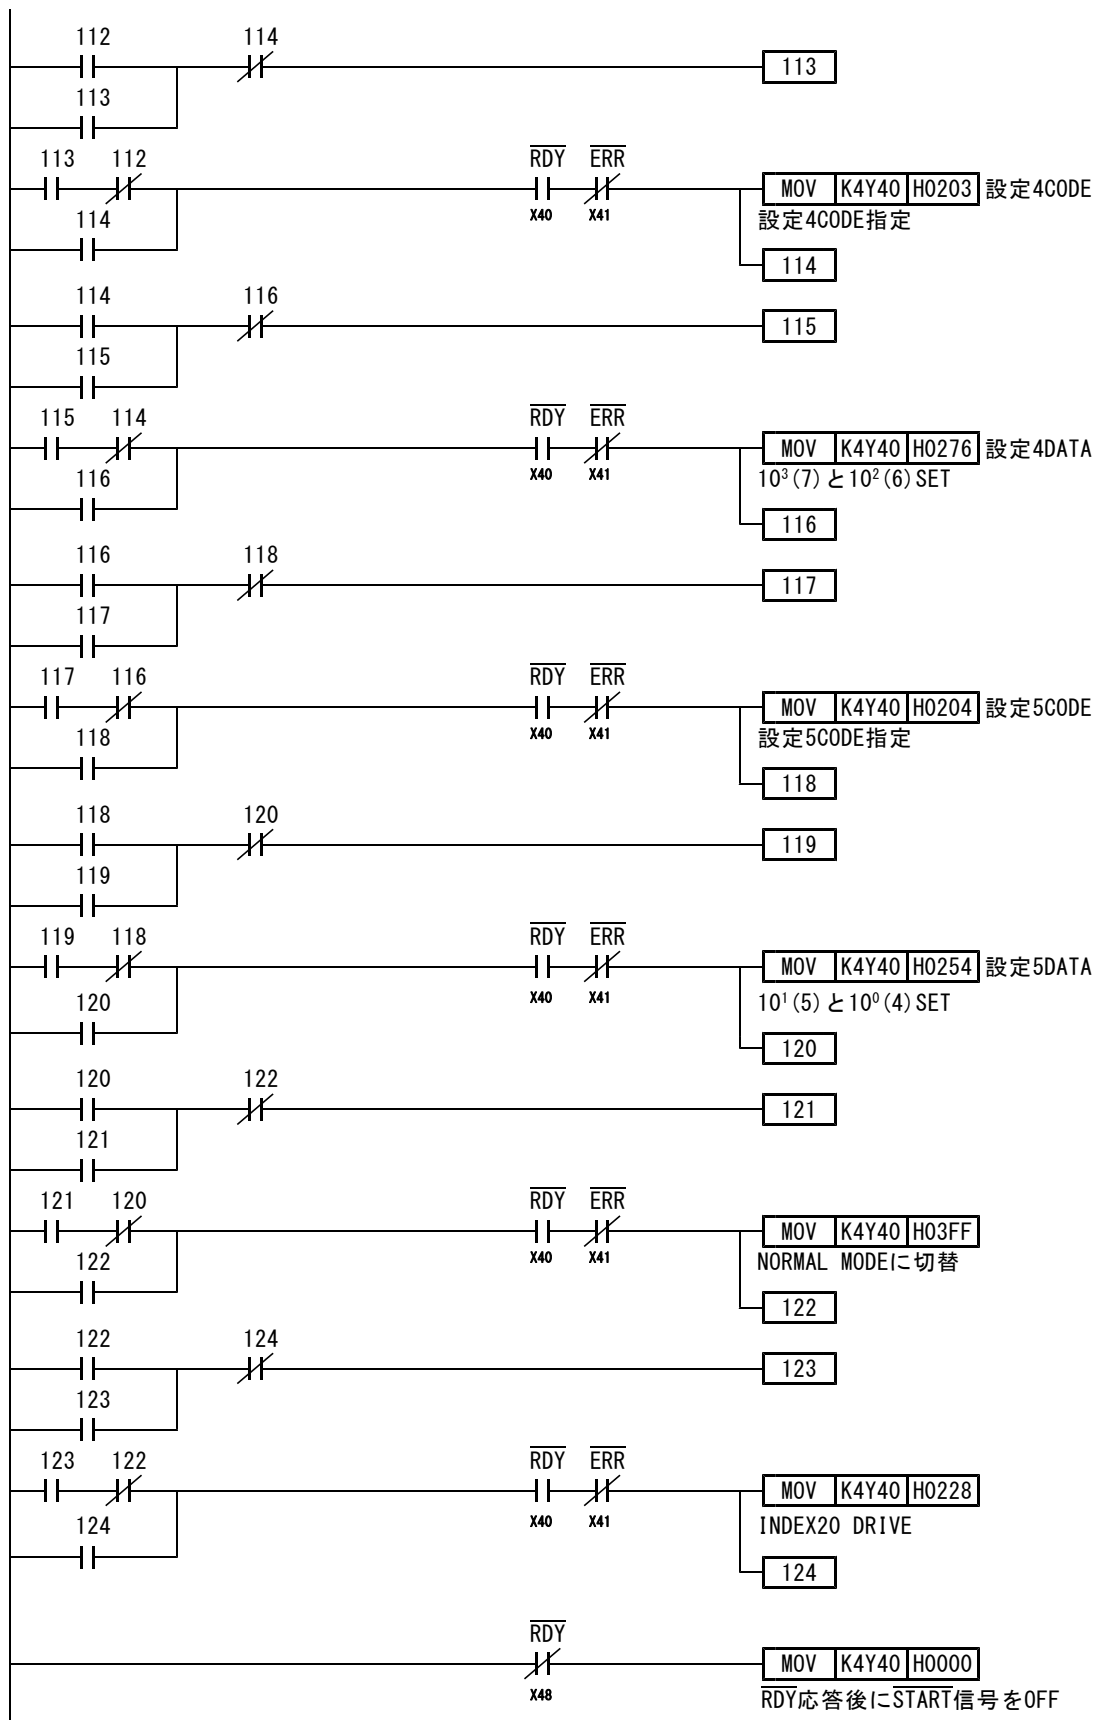 112 114
113
113
113 112 RDY ERR
MOV K4Y40 H0203 設定4CODE
X40 X41
114 設定4CODE指定
114
114 116
115
115
115 114 RDY ERR
MOV K4Y40 H0276 設定4DATA
X40 X41
116 10³(7)と10²(6)SET
116
116 118
117
117
117 116 RDY ERR
MOV K4Y40 H0204 設定5CODE
X40 X41
118 設定5CODE指定
118
118 120
119
119
119 118 RDY ERR
MOV K4Y40 H0254 設定5DATA
X40 X41
120 10¹(5)と10⁰(4)SET
120
120 122
121
121
121 120 RDY ERR
MOV K4Y40 H03FF
X40 X41
122 NORMAL MODEに切替
122
122 124
123
123
123 122 RDY ERR
MOV K4Y40 H0228
X40 X41
124 INDEX20 DRIVE
124
RDY
MOV K4Y40 H0000
X48
RDY応答後にSTART信号をOFF